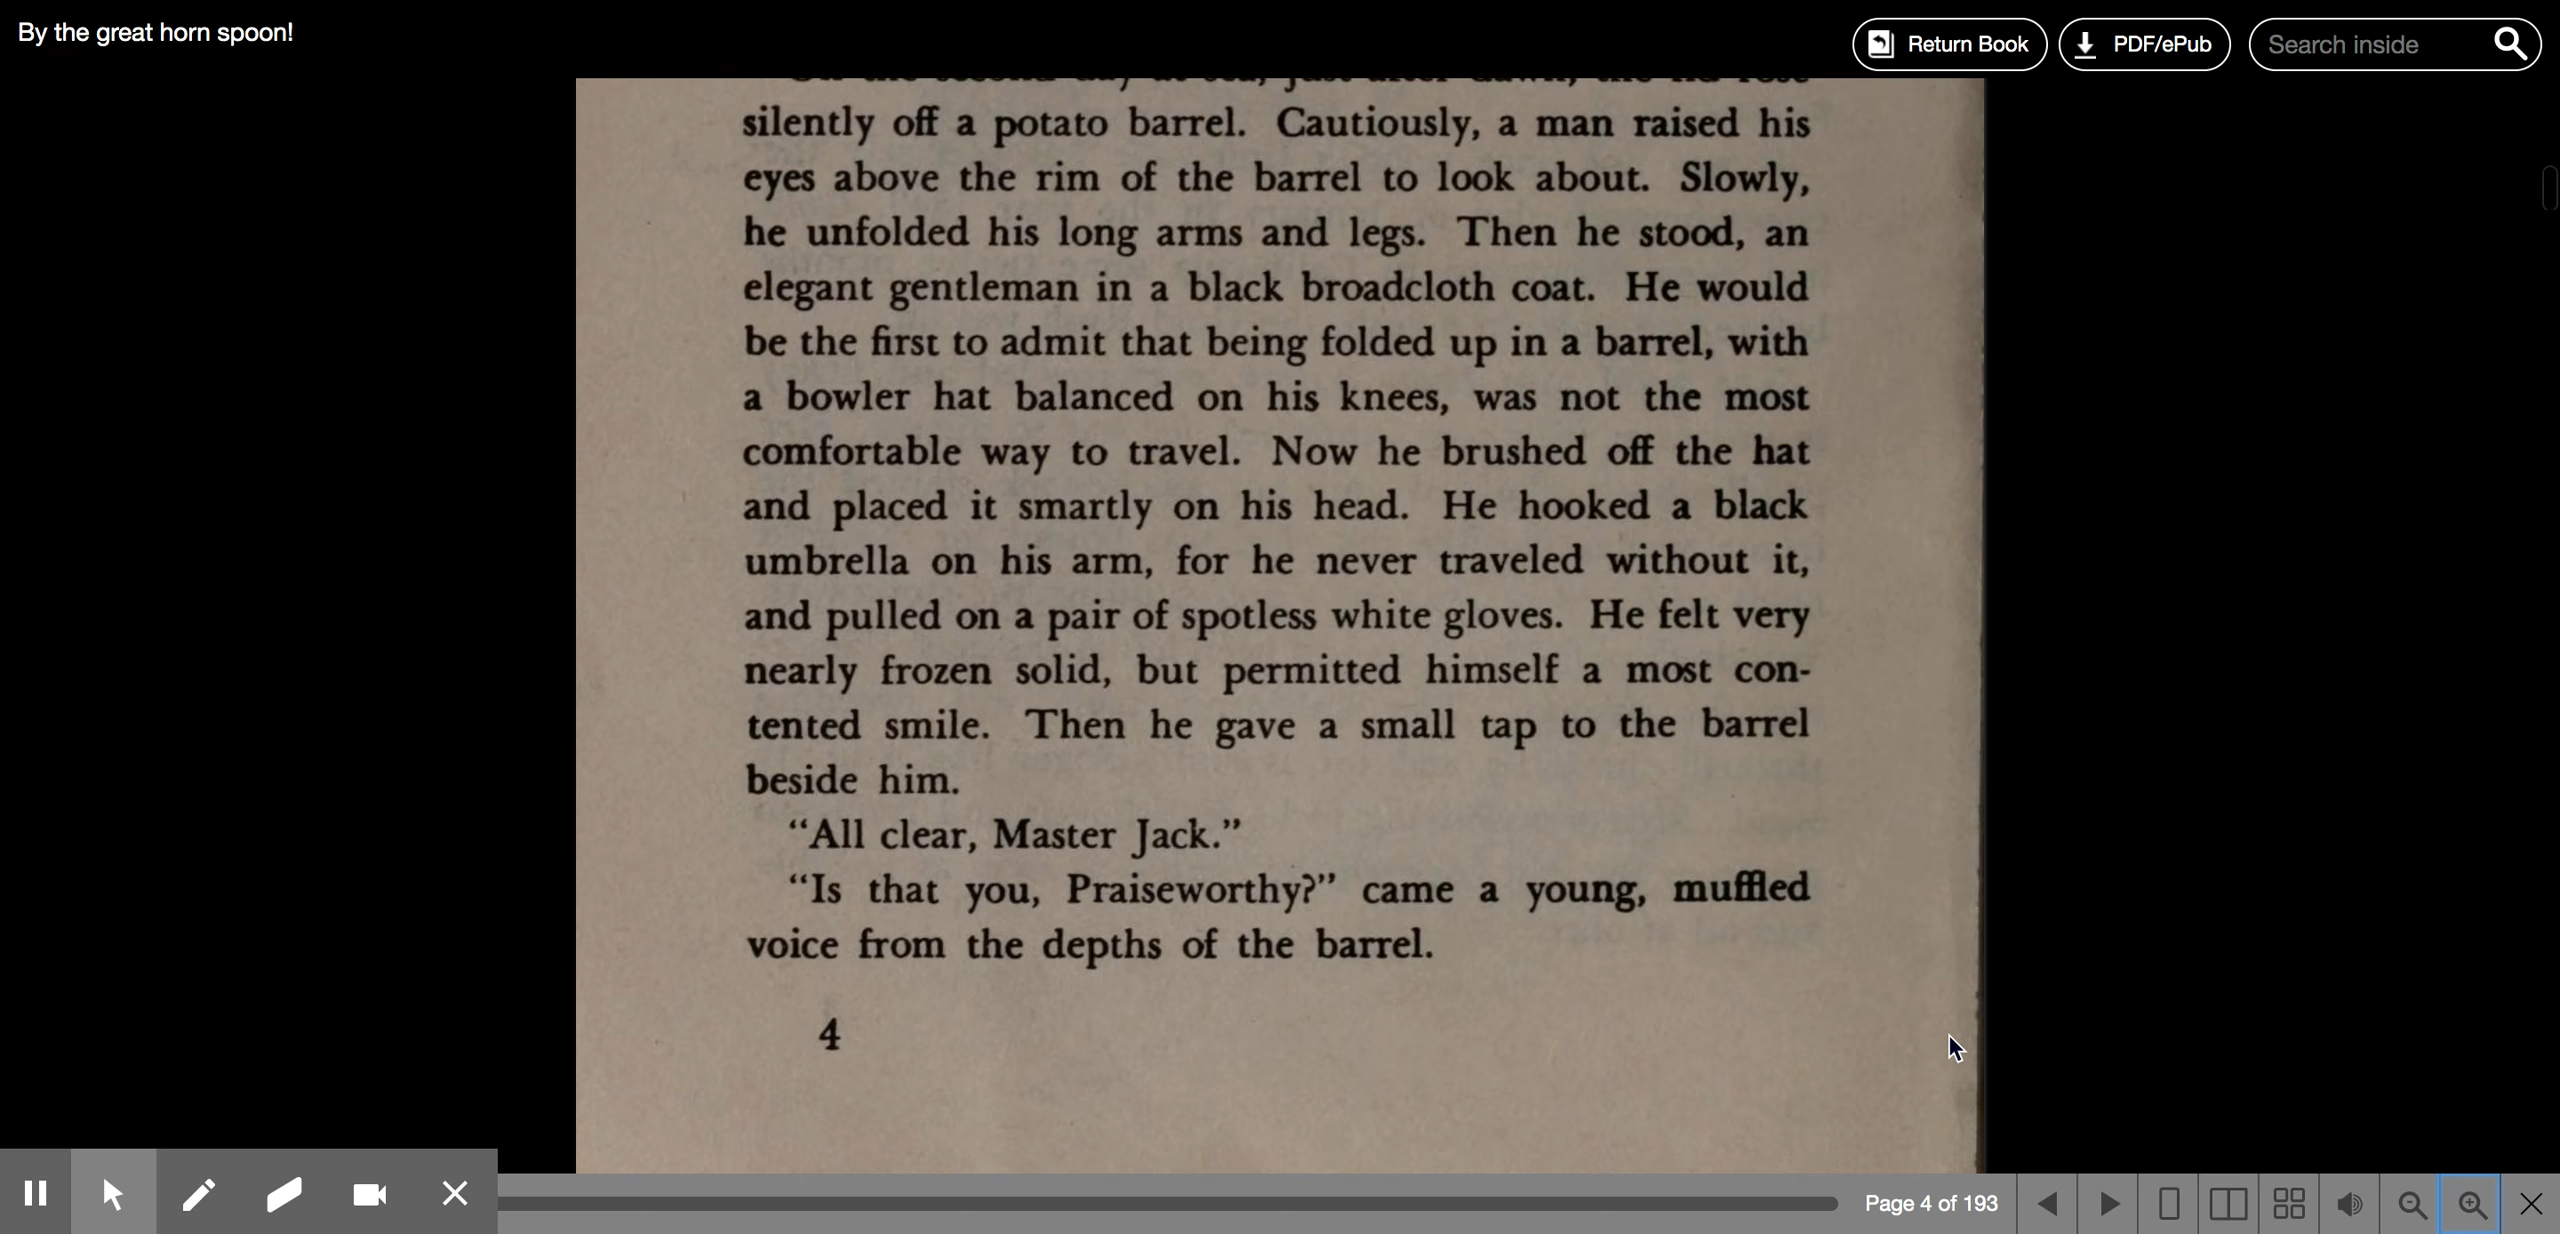 By the great horn spoon!
Return Book
PDF/ePub
Search inside
silently off a potato barrel. Cautiously, a man raised his
eyes above the rim of the barrel to look about. Slowly,
he unfolded his long arms and legs. Then he stood, an
elegant gentleman in a black broadcloth coat. He would
be the first to admit that being folded up in a barrel, with
a bowler hat balanced on his knees, was not the most
comfortable way to travel. Now he brushed off the hat
and placed it smartly on his head. He hooked a black
umbrella on his arm, for he never traveled without it,
and pulled on a pair of spotless white gloves. He felt very
nearly frozen solid, but permitted himself a most con-
tented smile. Then he gave a small tap to the barrel
beside him.
“All clear, Master Jack.”
“Is that you, Praiseworthy?” came a young, muffled
voice from the depths of the barrel.
4
Page 4 of 193